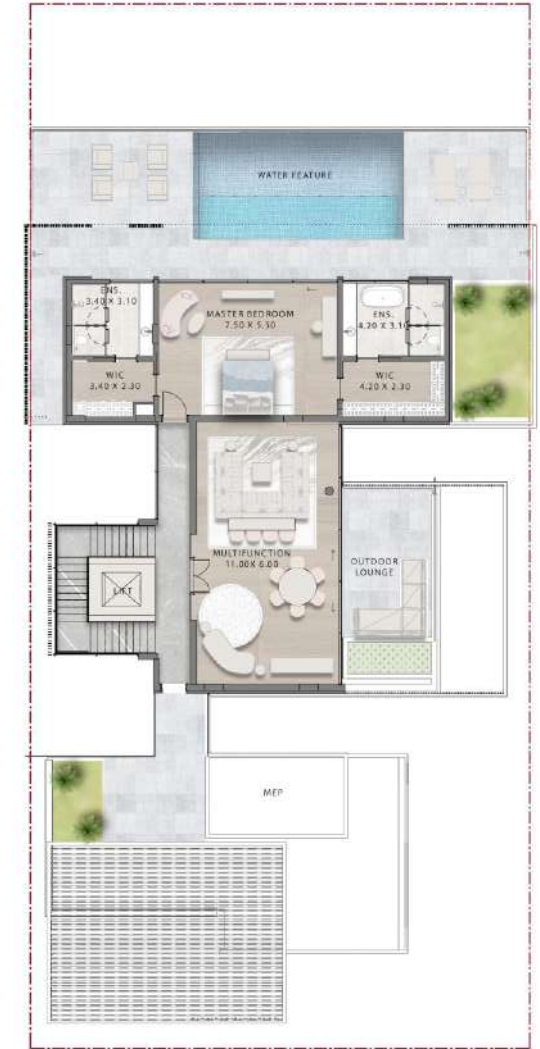 WATER FEATURE
ENS.
3.40 X 3.10
MASTER BEDROOM
7.50 X 5.50
ENS.
4.20 X 3.10
WIC
3.40 X 2.30
WIC
4.20 X 2.30
MULTIFUNCTION
11.00 X 6.00
OUTDOOR
LOUNGE
LIFT
MEP